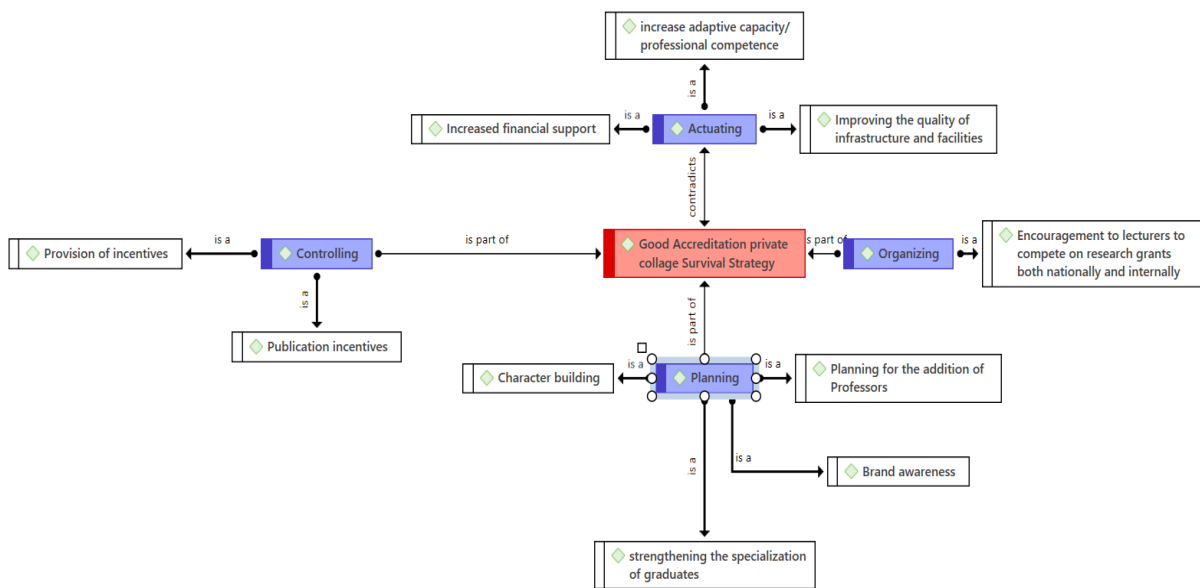 increase adaptive capacity/
professional competence
is a
is a
is a
Increased financial support
Actuating
Improving the quality of
infrastructure and facilities
contradicts
Provision of incentives
is a
Controlling
is part of
Good Accreditation private
collage Survival Strategy
is part of
Organizing
is a
Encouragement to lecturers to
compete on research grants
both nationally and internally
is a
Publication incentives
is part of
Character building
is a
Planning
is a
Planning for the addition of
Professors
is a
is a
Brand awareness
strengthening the specialization
of graduates